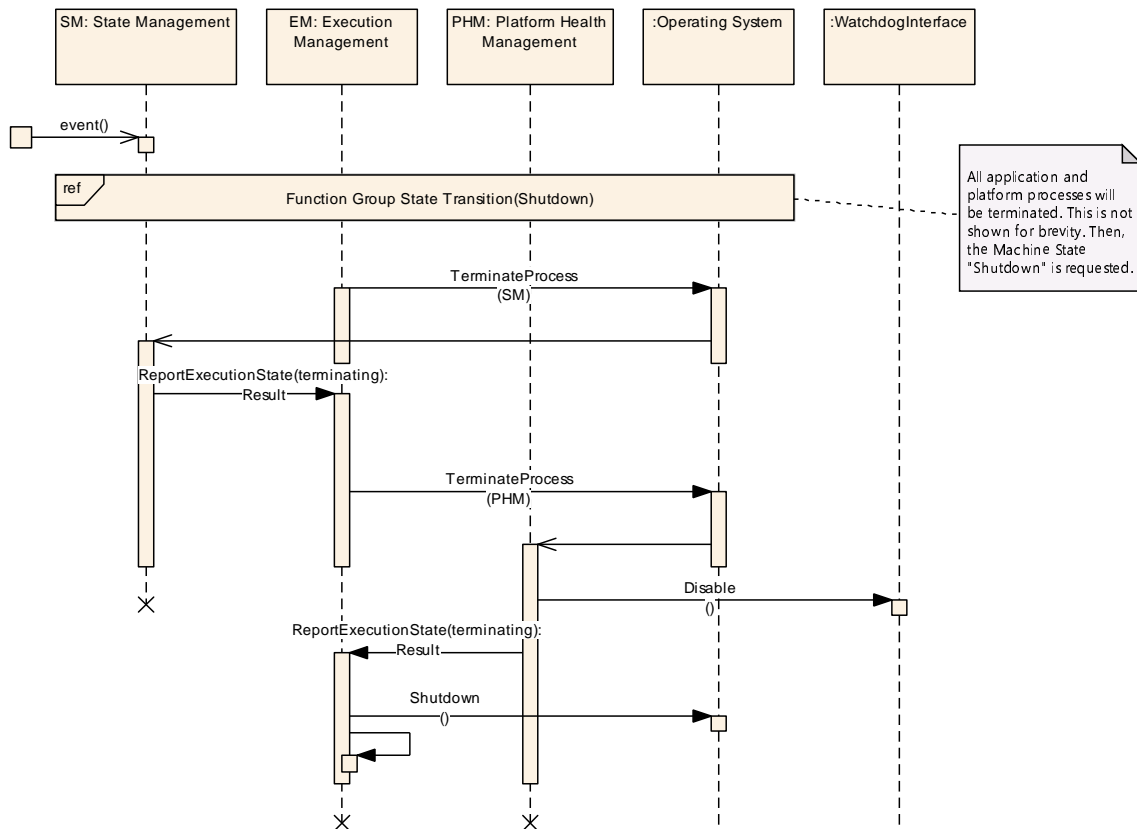 SM: State Management
EM: Execution
Management
PHM: Platform Health
Management
:Operating System
:WatchdogInterface
event()
ref
Function Group State Transition(Shutdown)
All application and
platform processes will
be terminated. This is not
shown for brevity. Then,
the Machine State
"Shutdown" is requested.
TerminateProcess
(SM)
ReportExecutionState(terminating):
Result
TerminateProcess
(PHM)
Disable
()
ReportExecutionState(terminating):
Result
Shutdown
()